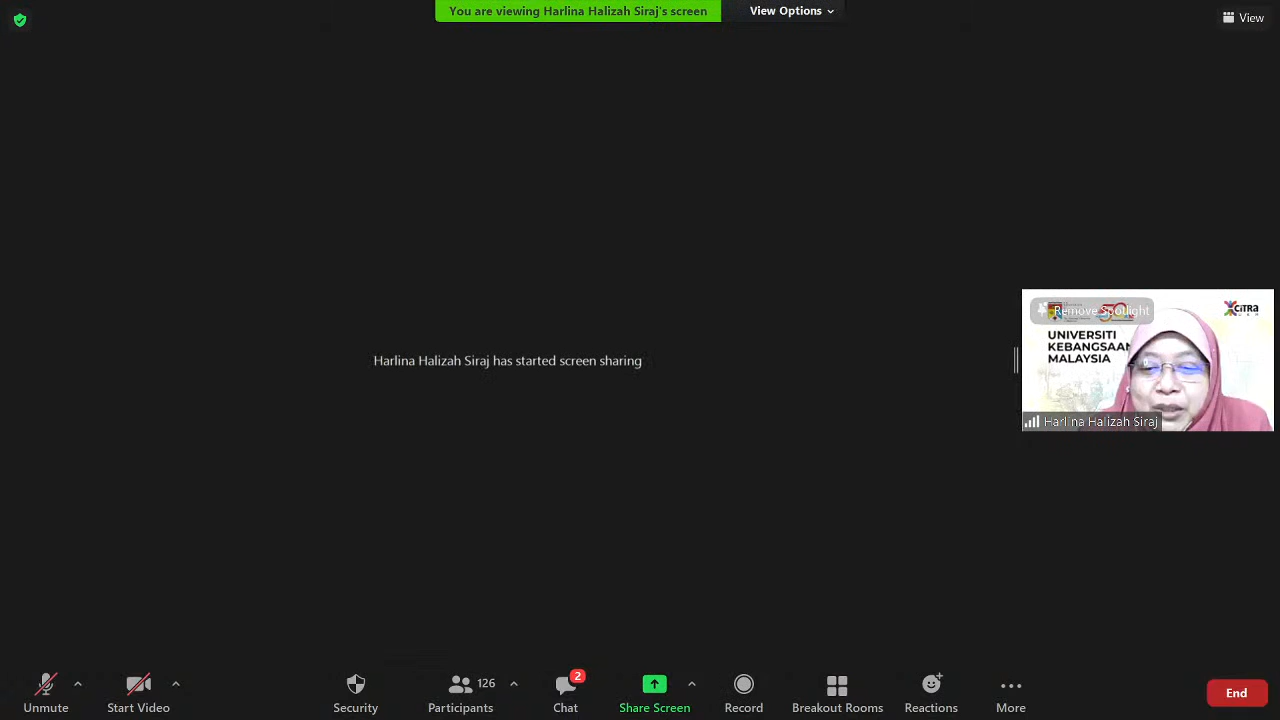 You are viewing Harlina Halizah Siraj's screen
View Options
View
Harlina Halizah Siraj has started screen sharing
Remove Spotlight
50
CiTRA
UKM
UNIVERSITI
KEBANGSAAN
MALAYSIA
Harlina Halizah Siraj
Unmute
Start Video
Security
126
Participants
2
Chat
Share Screen
Record
Breakout Rooms
Reactions
More
End